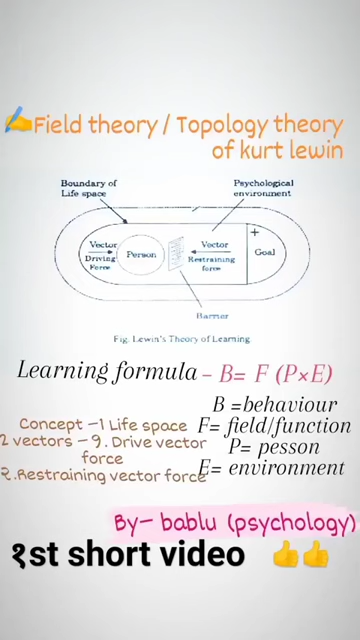 ✍️Field theory / Topology theory
of kurt lewin
Boundary of
Life space
Psychological
environment
Vector
Driving
Force
Person
Vector
Restraining
force
+
Goal
Barrier
Fig. Lewin's Theory of Learning
Learning formula – B= F (P×E)
B =behaviour
Concept –1 Life space
F= field/function
2 vectors – 9. Drive vector
force
P= pesson
२.Restraining vector force
E= environment
By– bablu (psychology)
१st short video 👍👍